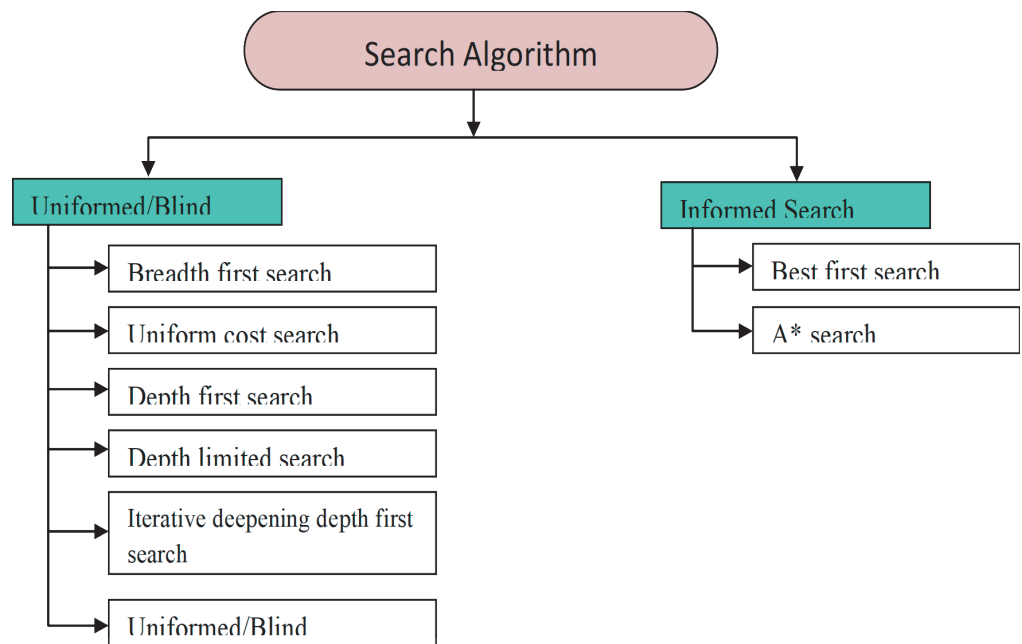 Search Algorithm
Uniformed/Blind
Informed Search
Breadth first search
Best first search
Uniform cost search
A* search
Depth first search
Depth limited search
Iterative deepening depth first
search
Uniformed/Blind